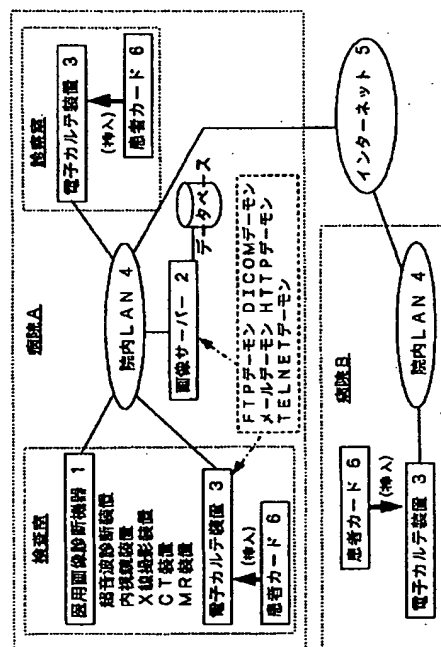 病院A
検査室
医用画像診断機器 1
超音波診断装置
内視鏡装置
X線撮影装置
CT装置
MR装置
電子カルテ装置 3
(挿入)
患者カード 6
院内LAN 4
画像サーバー 2
データベース
FTPデーモン DICOMデーモン
メールデーモン HTTPデーモン
TELNETデーモン
診察室
電子カルテ装置 3
(挿入)
患者カード 6
インターネット 5
病院B
患者カード 6
(挿入)
電子カルテ装置 3
院内LAN 4